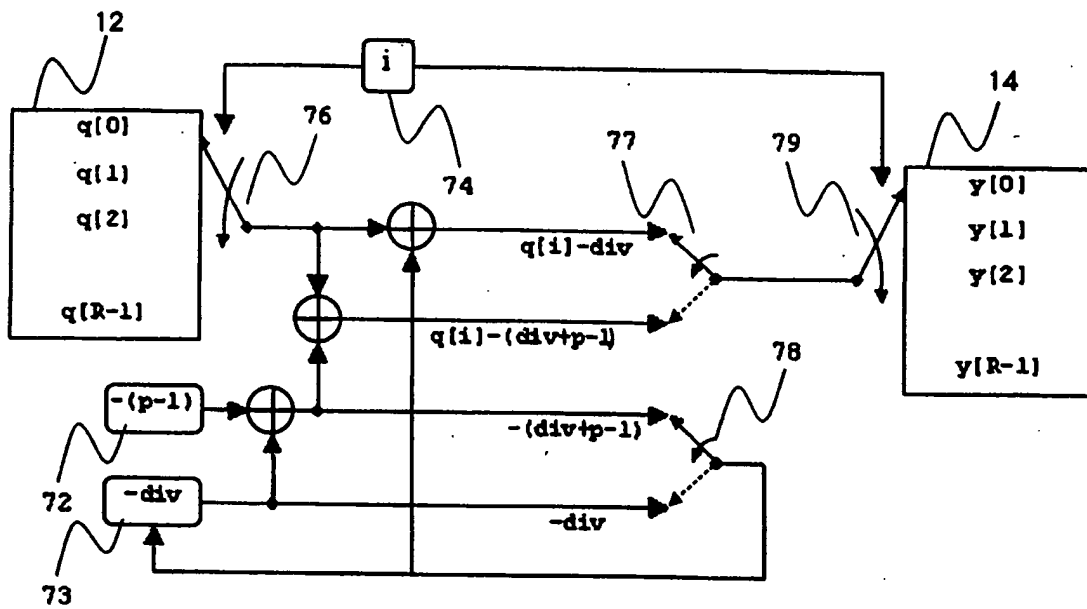 12
i
14
q[0]
q[1]
q[2]
q[R-1]
76
74
77
79
y[0]
y[1]
y[2]
y[R-1]
q[i]-div
q[i]-(div+p-1)
78
-(p-1)
-(div+p-1)
72
-div
-div
73